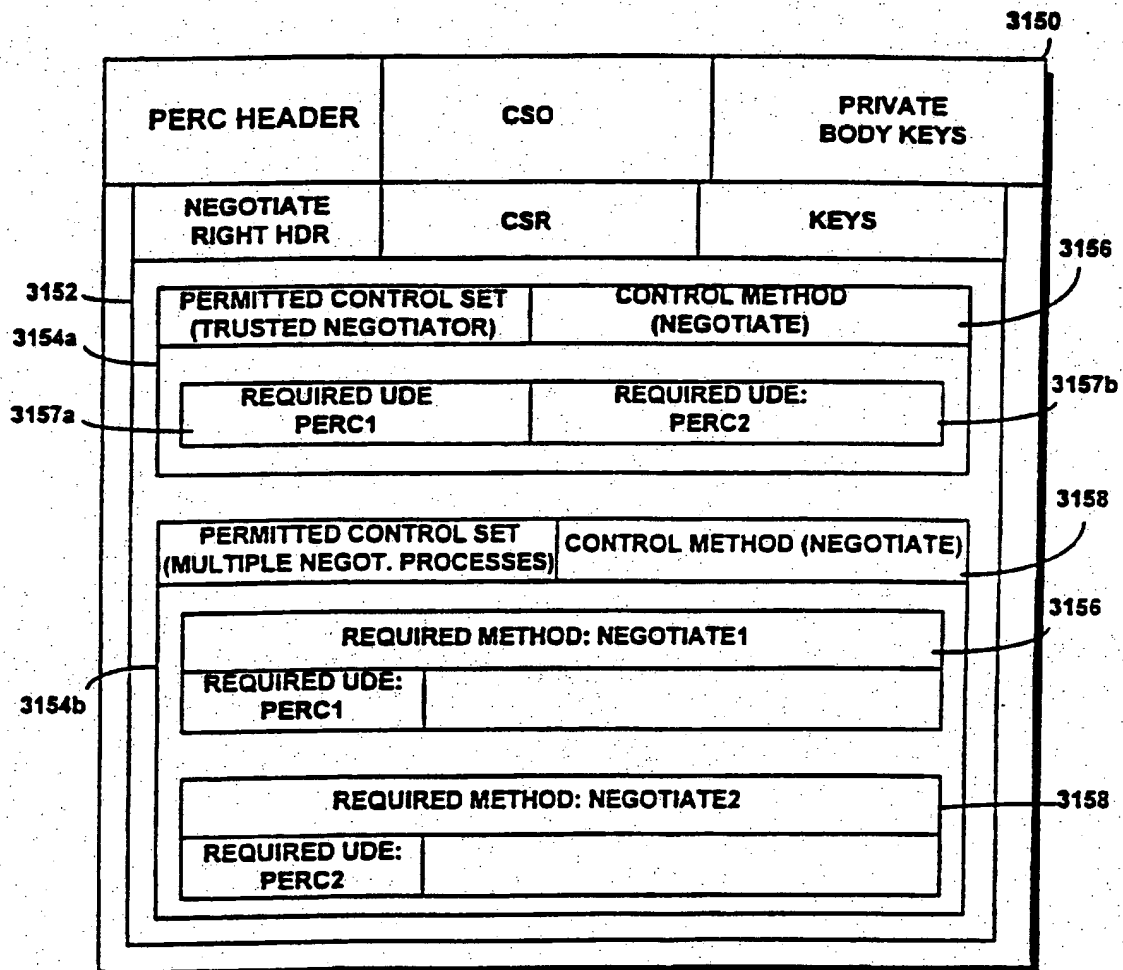 3150
PERC HEADER
CSO
PRIVATE
BODY KEYS
NEGOTIATE
RIGHT HDR
CSR
KEYS
3156
3152
PERMITTED CONTROL SET
(TRUSTED NEGOTIATOR)
CONTROL METHOD
(NEGOTIATE)
3154a
3157a
REQUIRED UDE
PERC1
REQUIRED UDE:
PERC2
3157b
3158
PERMITTED CONTROL SET
(MULTIPLE NEGOT. PROCESSES)
CONTROL METHOD (NEGOTIATE)
3156
REQUIRED METHOD: NEGOTIATE1
REQUIRED UDE:
PERC1
3154b
REQUIRED METHOD: NEGOTIATE2
3158
REQUIRED UDE:
PERC2